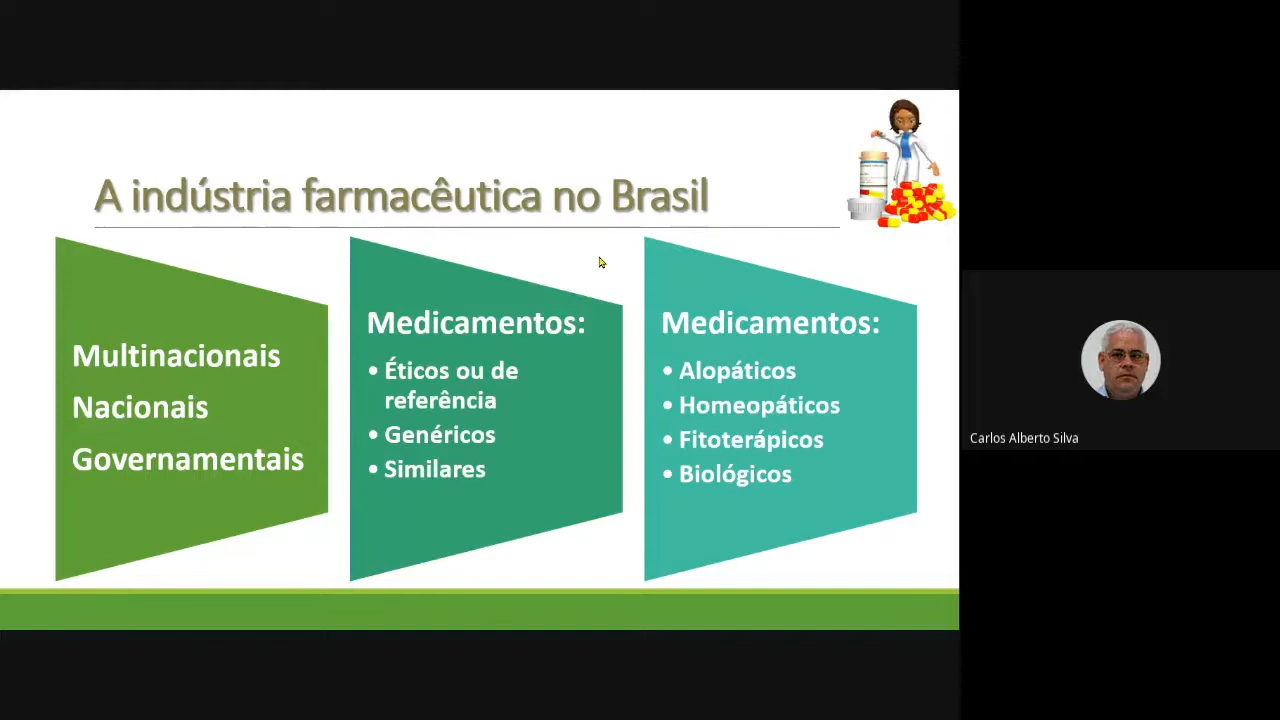 A indústria farmacêutica no Brasil
Multinacionais
Nacionais
Governamentais
Medicamentos:
• Éticos ou de
referência
• Genéricos
• Similares
Medicamentos:
• Alopáticos
• Homeopáticos
• Fitoterápicos
• Biológicos
Carlos Alberto Silva